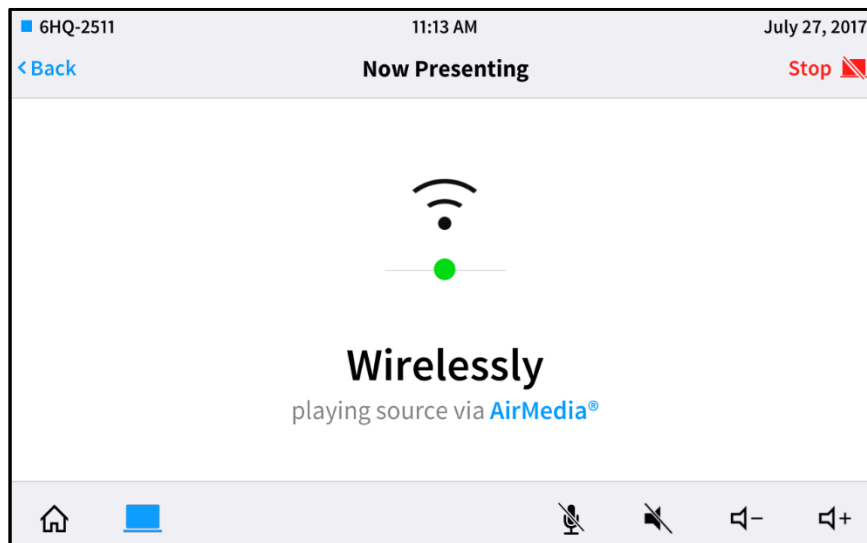 6HQ-2511 11:13 AM July 27, 2017
< Back Now Presenting Stop
Wirelessly
playing source via AirMedia®